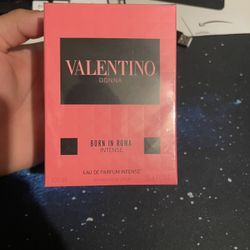 VALENTINO
DONNA
BORN IN ROMA
INTENSE
EAU DE PARFUM INTENSE